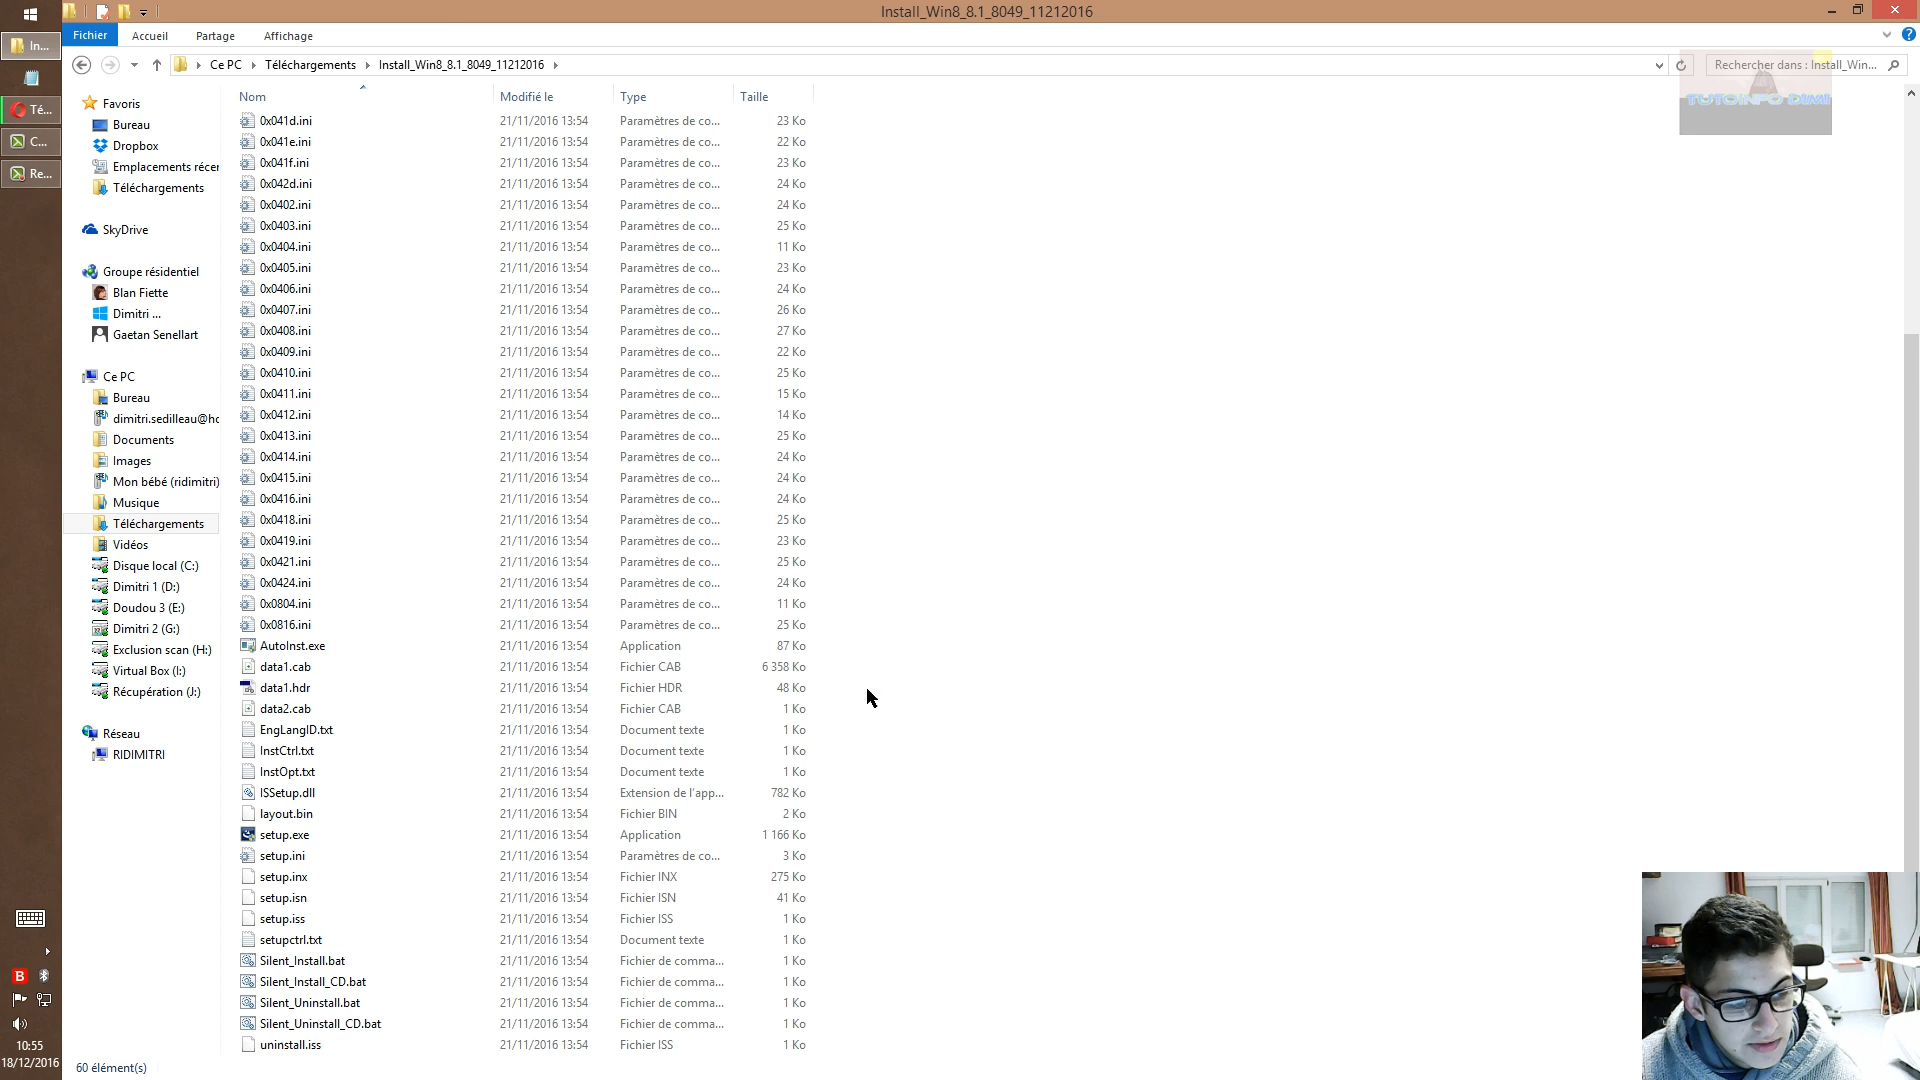 Install_Win8_8.1_8049_11212016
Fichier Accueil Partage Affichage
Ce PC Téléchargements Install_Win8_8.1_8049_11212016
Rechercher dans : Install_Win...
TUTOINFO DIMI
In...
Té...
C...
Re...
Favoris
Bureau
Dropbox
Emplacements récer
Téléchargements
SkyDrive
Groupe résidentiel
Blan Fiette
Dimitri ...
Gaetan Senellart
Ce PC
Bureau
dimitri.sedilleau@hc
Documents
Images
Mon bébé (ridimitri)
Musique
Téléchargements
Vidéos
Disque local (C:)
Dimitri 1 (D:)
Doudou 3 (E:)
Dimitri 2 (G:)
Exclusion scan (H:)
Virtual Box (I:)
Récupération (J:)
Réseau
RIDIMITRI
Nom Modifié le Type Taille
0x041d.ini 21/11/2016 13:54 Paramètres de co... 23 Ko
0x041e.ini 21/11/2016 13:54 Paramètres de co... 22 Ko
0x041f.ini 21/11/2016 13:54 Paramètres de co... 23 Ko
0x042d.ini 21/11/2016 13:54 Paramètres de co... 24 Ko
0x0402.ini 21/11/2016 13:54 Paramètres de co... 24 Ko
0x0403.ini 21/11/2016 13:54 Paramètres de co... 25 Ko
0x0404.ini 21/11/2016 13:54 Paramètres de co... 11 Ko
0x0405.ini 21/11/2016 13:54 Paramètres de co... 23 Ko
0x0406.ini 21/11/2016 13:54 Paramètres de co... 24 Ko
0x0407.ini 21/11/2016 13:54 Paramètres de co... 26 Ko
0x0408.ini 21/11/2016 13:54 Paramètres de co... 27 Ko
0x0409.ini 21/11/2016 13:54 Paramètres de co... 22 Ko
0x0410.ini 21/11/2016 13:54 Paramètres de co... 25 Ko
0x0411.ini 21/11/2016 13:54 Paramètres de co... 15 Ko
0x0412.ini 21/11/2016 13:54 Paramètres de co... 14 Ko
0x0413.ini 21/11/2016 13:54 Paramètres de co... 25 Ko
0x0414.ini 21/11/2016 13:54 Paramètres de co... 24 Ko
0x0415.ini 21/11/2016 13:54 Paramètres de co... 24 Ko
0x0416.ini 21/11/2016 13:54 Paramètres de co... 24 Ko
0x0418.ini 21/11/2016 13:54 Paramètres de co... 25 Ko
0x0419.ini 21/11/2016 13:54 Paramètres de co... 23 Ko
0x0421.ini 21/11/2016 13:54 Paramètres de co... 25 Ko
0x0424.ini 21/11/2016 13:54 Paramètres de co... 24 Ko
0x0804.ini 21/11/2016 13:54 Paramètres de co... 11 Ko
0x0816.ini 21/11/2016 13:54 Paramètres de co... 25 Ko
AutoInst.exe 21/11/2016 13:54 Application 87 Ko
data1.cab 21/11/2016 13:54 Fichier CAB 6 358 Ko
data1.hdr 21/11/2016 13:54 Fichier HDR 48 Ko
data2.cab 21/11/2016 13:54 Fichier CAB 1 Ko
EngLangID.txt 21/11/2016 13:54 Document texte 1 Ko
InstCtrl.txt 21/11/2016 13:54 Document texte 1 Ko
InstOpt.txt 21/11/2016 13:54 Document texte 1 Ko
ISSetup.dll 21/11/2016 13:54 Extension de l'app... 782 Ko
layout.bin 21/11/2016 13:54 Fichier BIN 2 Ko
setup.exe 21/11/2016 13:54 Application 1 166 Ko
setup.ini 21/11/2016 13:54 Paramètres de co... 3 Ko
setup.inx 21/11/2016 13:54 Fichier INX 275 Ko
setup.isn 21/11/2016 13:54 Fichier ISN 41 Ko
setup.iss 21/11/2016 13:54 Fichier ISS 1 Ko
setupctrl.txt 21/11/2016 13:54 Document texte 1 Ko
Silent_Install.bat 21/11/2016 13:54 Fichier de comma... 1 Ko
Silent_Install_CD.bat 21/11/2016 13:54 Fichier de comma... 1 Ko
Silent_Uninstall.bat 21/11/2016 13:54 Fichier de comma... 1 Ko
Silent_Uninstall_CD.bat 21/11/2016 13:54 Fichier de comma... 1 Ko
uninstall.iss 21/11/2016 13:54 Fichier ISS 1 Ko
60 élément(s)
B
10:55
18/12/2016